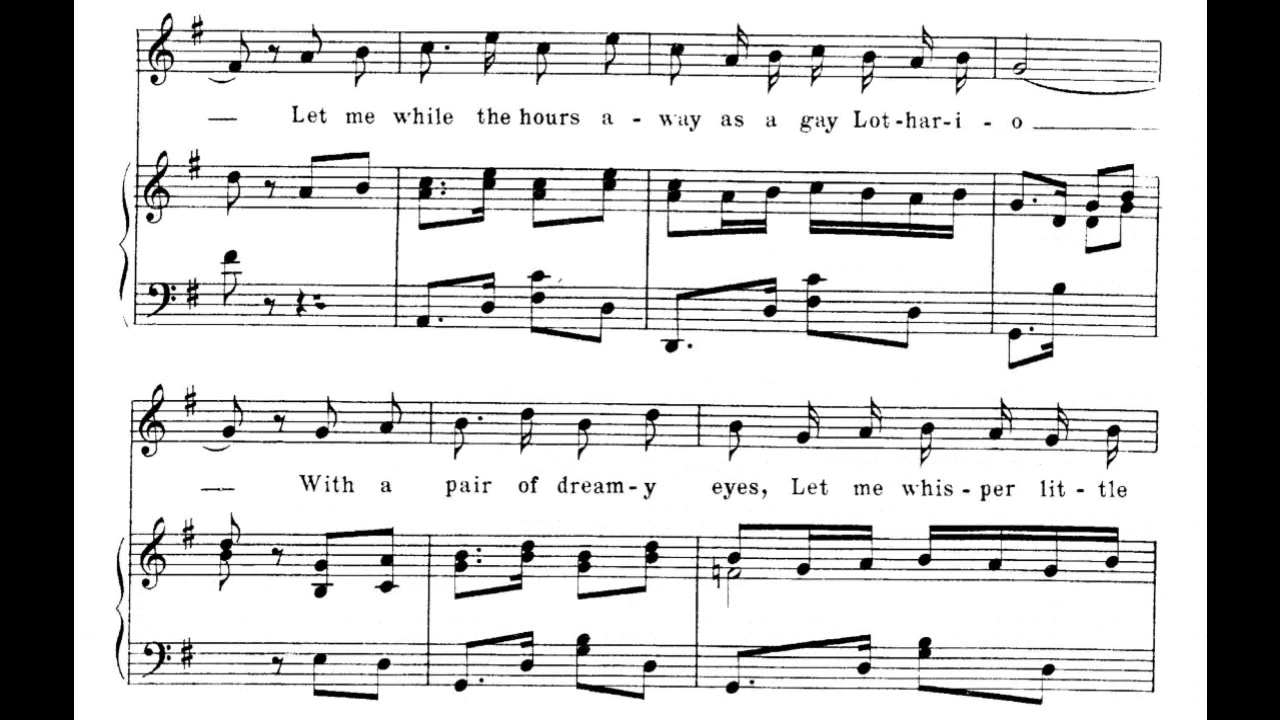 Let me while the hours a - way as a gay Lot-har-i - o
With a pair of dream-y eyes, Let me whis-per lit-tle